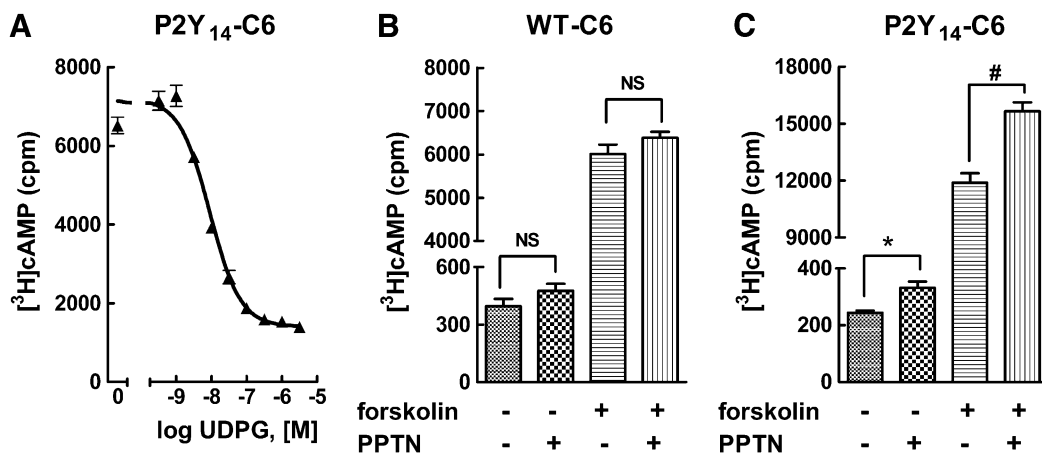 A
P2Y14-C6
[3H]cAMP (cpm)
8000
6000
4000
2000
0
0 -9 -8 -7 -6 -5
log UDPG, [M]
B
WT-C6
[3H]cAMP (cpm)
8000
7000
6000
5000
4000
600
300
0
NS
NS
forskolin - - + +
PPTN - + - +
C
P2Y14-C6
[3H]cAMP (cpm)
18000
15000
12000
9000
400
200
0
*
#
forskolin - - + +
PPTN - + - +